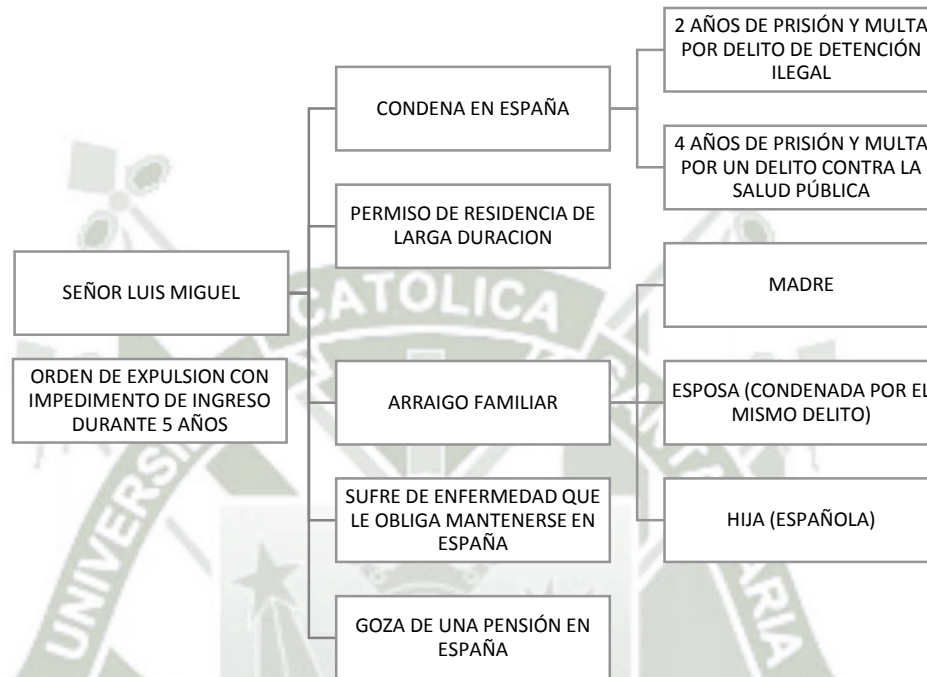 2 AÑOS DE PRISIÓN Y MULTA
POR DELITO DE DETENCIÓN
ILEGAL
CONDENA EN ESPAÑA
4 AÑOS DE PRISIÓN Y MULTA
POR UN DELITO CONTRA LA
SALUD PÚBLICA
PERMISO DE RESIDENCIA DE
LARGA DURACION
SEÑOR LUIS MIGUEL
MADRE
ORDEN DE EXPULSION CON
IMPEDIMENTO DE INGRESO
DURANTE 5 AÑOS
ARRAIGO FAMILIAR
ESPOSA (CONDENADA POR EL
MISMO DELITO)
SUFRE DE ENFERMEDAD QUE
LE OBLIGA MANTENERSE EN
ESPAÑA
HIJA (ESPAÑOLA)
GOZA DE UNA PENSIÓN EN
ESPAÑA
CATOLICA